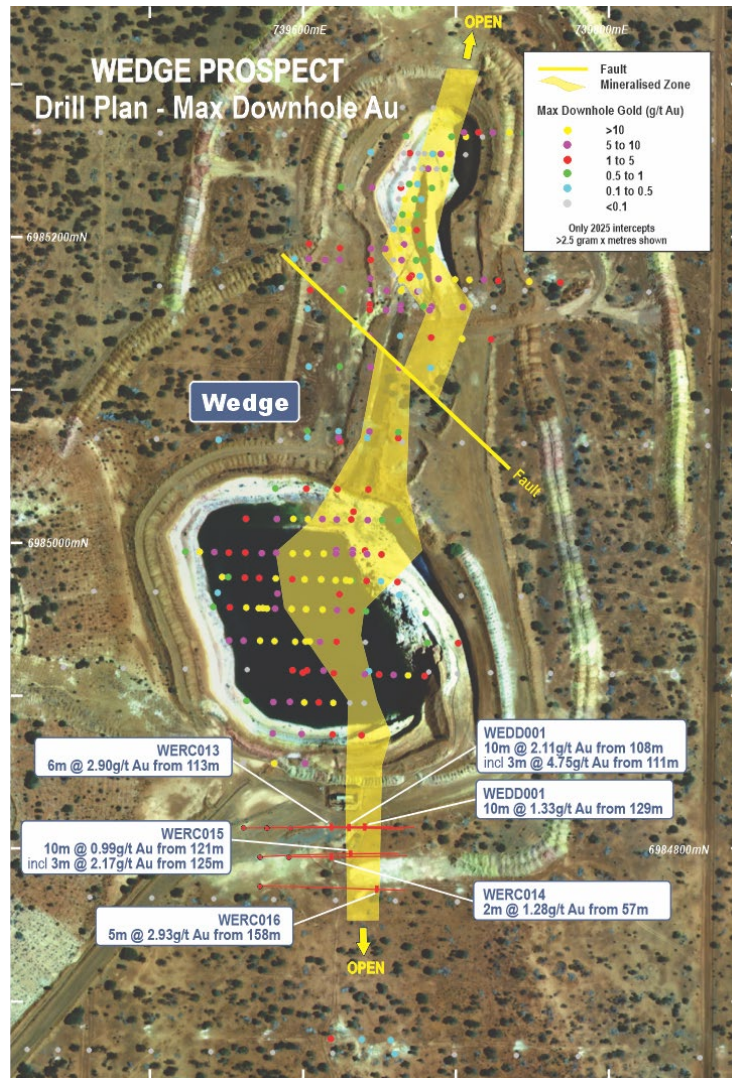 739600mE
OPEN
WEDGE PROSPECT
Drill Plan - Max Downhole Au
Fault
Mineralised Zone
Max Downhole Gold (g/t Au)
>10
5 to 10
1 to 5
0.5 to 1
0.1 to 0.5
<0.1
Only 2025 intercepts
>2.5 gram x metres shown
6985200mN
Wedge
Fault
6985000mN
WERC013
6m @ 2.90g/t Au from 113m
WEDD001
10m @ 2.11g/t Au from 108m
incl 3m @ 4.75g/t Au from 111m
WEDD001
10m @ 1.33g/t Au from 129m
WERC015
10m @ 0.99g/t Au from 121m
incl 3m @ 2.17g/t Au from 125m
6984800mN
WERC014
2m @ 1.28g/t Au from 57m
WERC016
5m @ 2.93g/t Au from 158m
OPEN